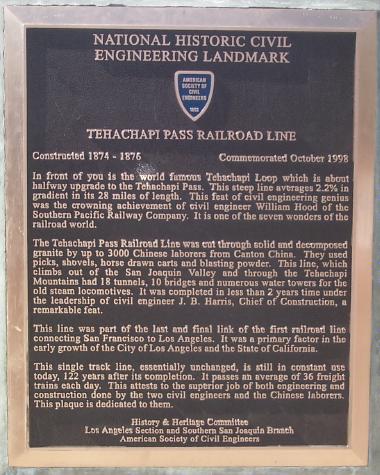 NATIONAL HISTORIC CIVIL
ENGINEERING LANDMARK
AMERICAN
SOCIETY OF
CIVIL
ENGINEERS
1852
TEHACHAPI PASS RAILROAD LINE
Constructed 1874 - 1876 Commemorated October 1998
In front of you is the world famous Tehachapi Loop which is about
halfway upgrade to the Tehachapi Pass. This steep line averages 2.2% in
gradient in its 28 miles of length. This feat of civil engineering genius
was the crowning achievement of civil engineer William Hood of the
Southern Pacific Railway Company. It is one of the seven wonders of the
railroad world.
The Tehachapi Pass Railroad Line was cut through solid and decomposed
granite by up to 3000 Chinese laborers from Canton China. They used
picks, shovels, horse drawn carts and blasting powder. This line, which
climbs out of the San Joaquin Valley and through the Tehachapi
Mountains had 18 tunnels, 10 bridges and numerous water towers for the
old steam locomotives. It was completed in less than 2 years time under
the leadership of civil engineer J. B. Harris, Chief of Construction, a
remarkable feat.
This line was part of the last and final link of the first railroad line
connecting San Francisco to Los Angeles. It was a primary factor in the
early growth of the City of Los Angeles and the State of California.
This single track line, essentially unchanged, is still in constant use
today, 122 years after its completion. It passes an average of 36 freight
trains each day. This attests to the superior job of both engineering and
construction done by the two civil engineers and the Chinese laborers.
This plaque is dedicated to them.
History & Heritage Committee
Los Angeles Section and Southern San Joaquin Branch
American Society of Civil Engineers